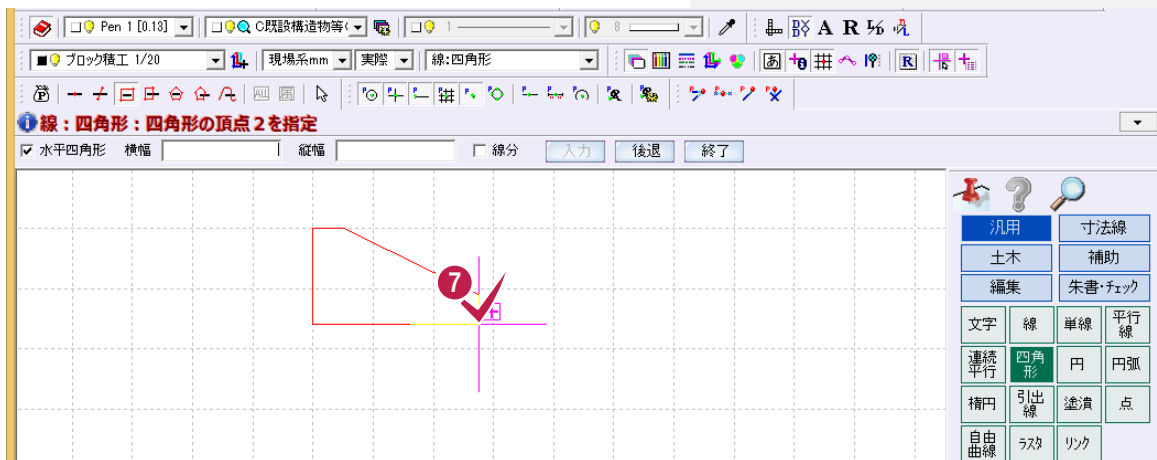 Pen 1 [0.13] C既設構造物等( 1 8 A R
ブロック積工 1/20 現場系mm 実際 線:四角形 あ R
ALL
線：四角形：四角形の頂点２を指定
水平四角形 横幅 縦幅 線分 入力 後退 終了
汎用 寸法線
土木 補助
編集 朱書・チェック
7
文字 線 単線 平行線
連続平行 四角形 円 円弧
楕円 引出線 塗潰 点
自由曲線 ラスタ リンク